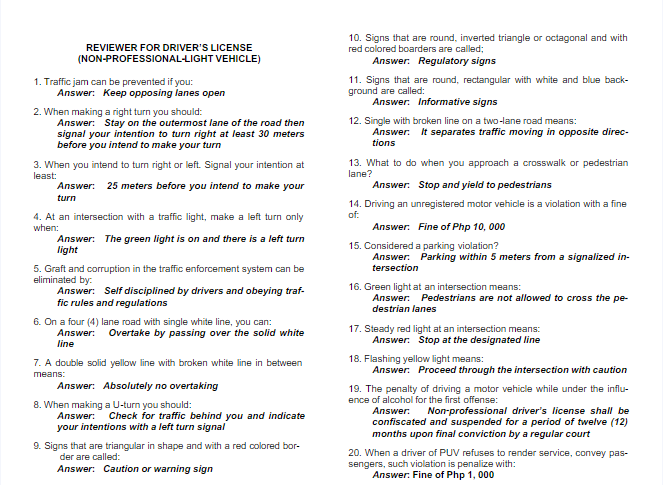 REVIEWER FOR DRIVER'S LICENSE
(NON-PROFESSIONAL-LIGHT VEHICLE)
1. Traffic jam can be prevented if you:
Answer: Keep opposing lanes open
2. When making a right turn you should:
Answer: Stay on the outermost lane of the road then
signal your intention to turn right at least 30 meters
before you intend to make your turn
3. When you intend to turn right or left. Signal your intention at
least:
Answer: 25 meters before you intend to make your
turn
4. At an intersection with a traffic light, make a left turn only
when:
Answer: The green light is on and there is a left turn
light
5. Graft and corruption in the traffic enforcement system can be
eliminated by:
Answer: Self disciplined by drivers and obeying traf-
fic rules and regulations
6. On a four (4) lane road with single white line, you can:
Answer: Overtake by passing over the solid white
line
7. A double solid yellow line with broken white line in between
means:
Answer: Absolutely no overtaking
8. When making a U-turn you should:
Answer: Check for traffic behind you and indicate
your intentions with a left turn signal
9. Signs that are triangular in shape and with a red colored bor-
der are called:
Answer: Caution or warning sign
10. Signs that are round, inverted triangle or octagonal and with
red colored boarders are called;
Answer: Regulatory signs
11. Signs that are round, rectangular with white and blue back-
ground are called:
Answer: Informative signs
12. Single with broken line on a two-lane road means:
Answer: It separates traffic moving in opposite direc-
tions
13. What to do when you approach a crosswalk or pedestrian
lane?
Answer: Stop and yield to pedestrians
14. Driving an unregistered motor vehicle is a violation with a fine
of:
Answer: Fine of Php 10, 000
15. Considered a parking violation?
Answer: Parking within 5 meters from a signalized in-
tersection
16. Green light at an intersection means:
Answer: Pedestrians are not allowed to cross the pe-
destrian lanes
17. Steady red light at an intersection means:
Answer: Stop at the designated line
18. Flashing yellow light means:
Answer: Proceed through the intersection with caution
19. The penalty of driving a motor vehicle while under the influ-
ence of alcohol for the first offense:
Answer: Non-professional driver's license shall be
confiscated and suspended for a period of twelve (12)
months upon final conviction by a regular court
20. When a driver of PUV refuses to render service, convey pas-
sengers, such violation is penalize with:
Answer: Fine of Php 1, 000